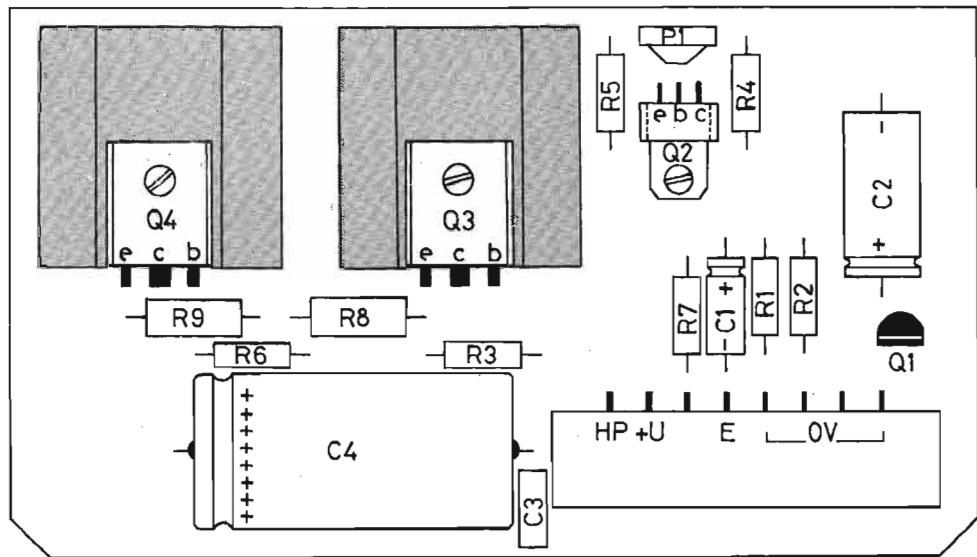 P1
R5
R4
e b c
Q2
C2
- +
Q4
Q3
e c b
e c b
R9
R8
R7
C1
+ -
R1
R2
Q1
R6
R3
+ + + + + + + +
C4
C3
HP +U E 0V